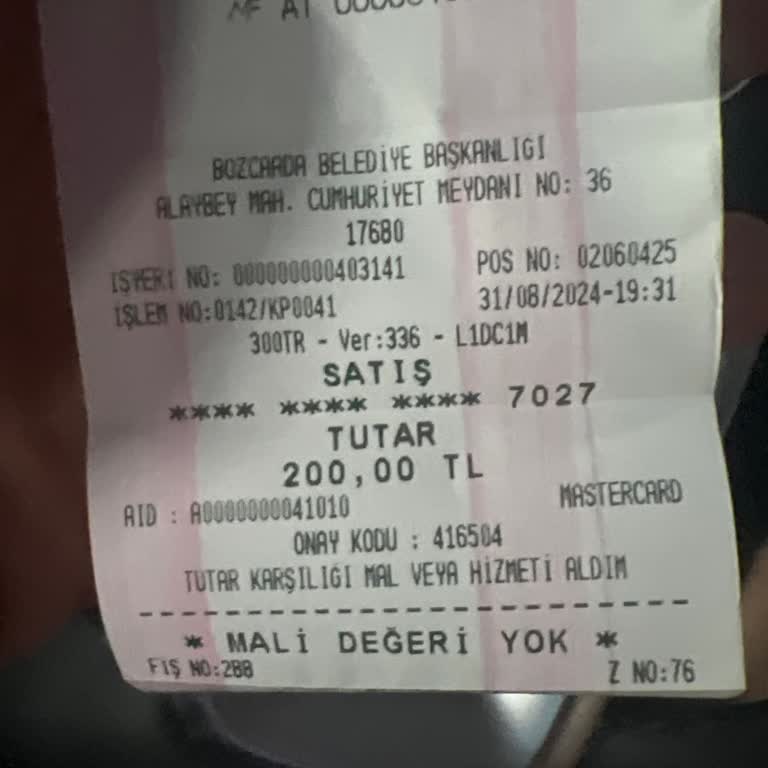 BOZCAADA BELEDİYE BAŞKANLIGI
ALAYBEY MAH. CUMHURİYET MEYDANI NO: 36
17680
IŞYERI NO: 000000000403141 POS NO: 02060425
IŞLEM NO:0142/KP0041 31/08/2024-19:31
300TR - Ver:336 - L1DC1M
SATIŞ
**** **** **** 7027
TUTAR
200,00 TL
AID : A0000000041010 MASTERCARD
ONAY KODU : 416504
TUTAR KARŞILIGI MAL VEYA HİZMETİ ALDIM
* MALİ DEĞERİ YOK *
FIŞ NO:288 Z NO:76